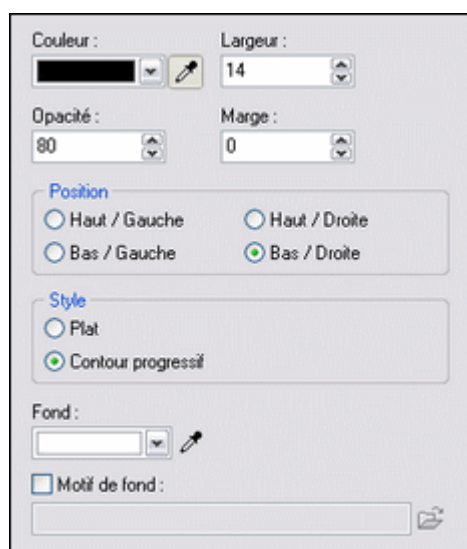 Couleur : Largeur :
14
Opacité : Marge :
80 0
Position
Haut / Gauche Haut / Droite
Bas / Gauche Bas / Droite
Style
Plat
Contour progressif
Fond :
Motif de fond :